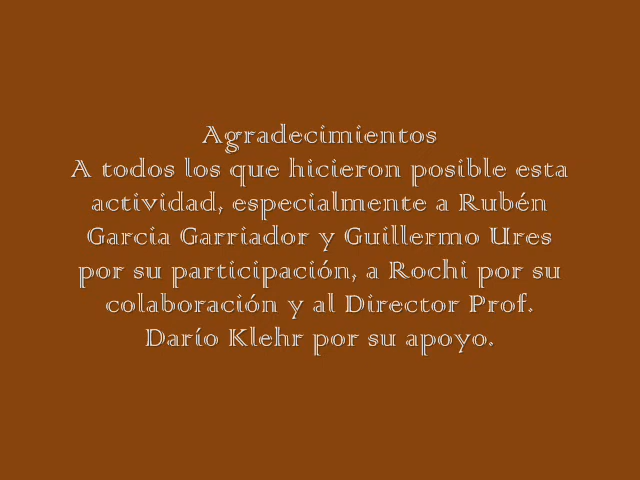 Agradecimientos
A todos los que hicieron posible esta
actividad, especialmente a Rubén
Garcia Garriador y Guillermo Ures
por su participación, a Rochi por su
colaboración y al Director Prof.
Darío Klehr por su apoyo.